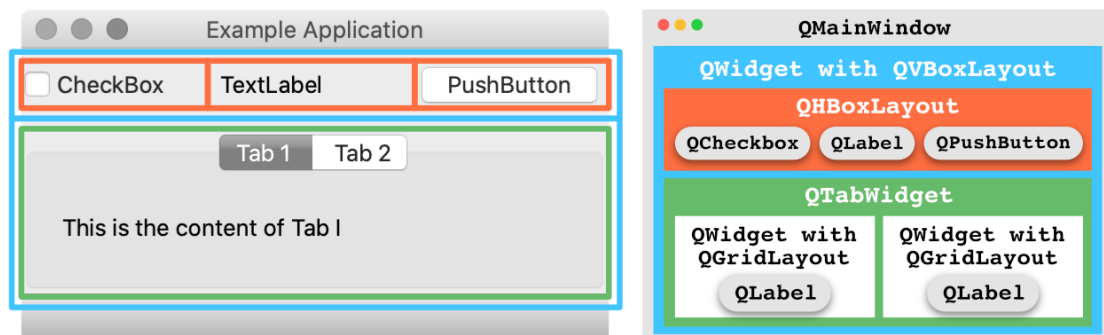 Example Application
CheckBox TextLabel PushButton
Tab 1 Tab 2
This is the content of Tab I
QMainWindow
QWidget with QVBoxLayout
QHBoxLayout
QCheckbox QLabel QPushButton
QTabWidget
QWidget with
QGridLayout
QLabel
QWidget with
QGridLayout
QLabel